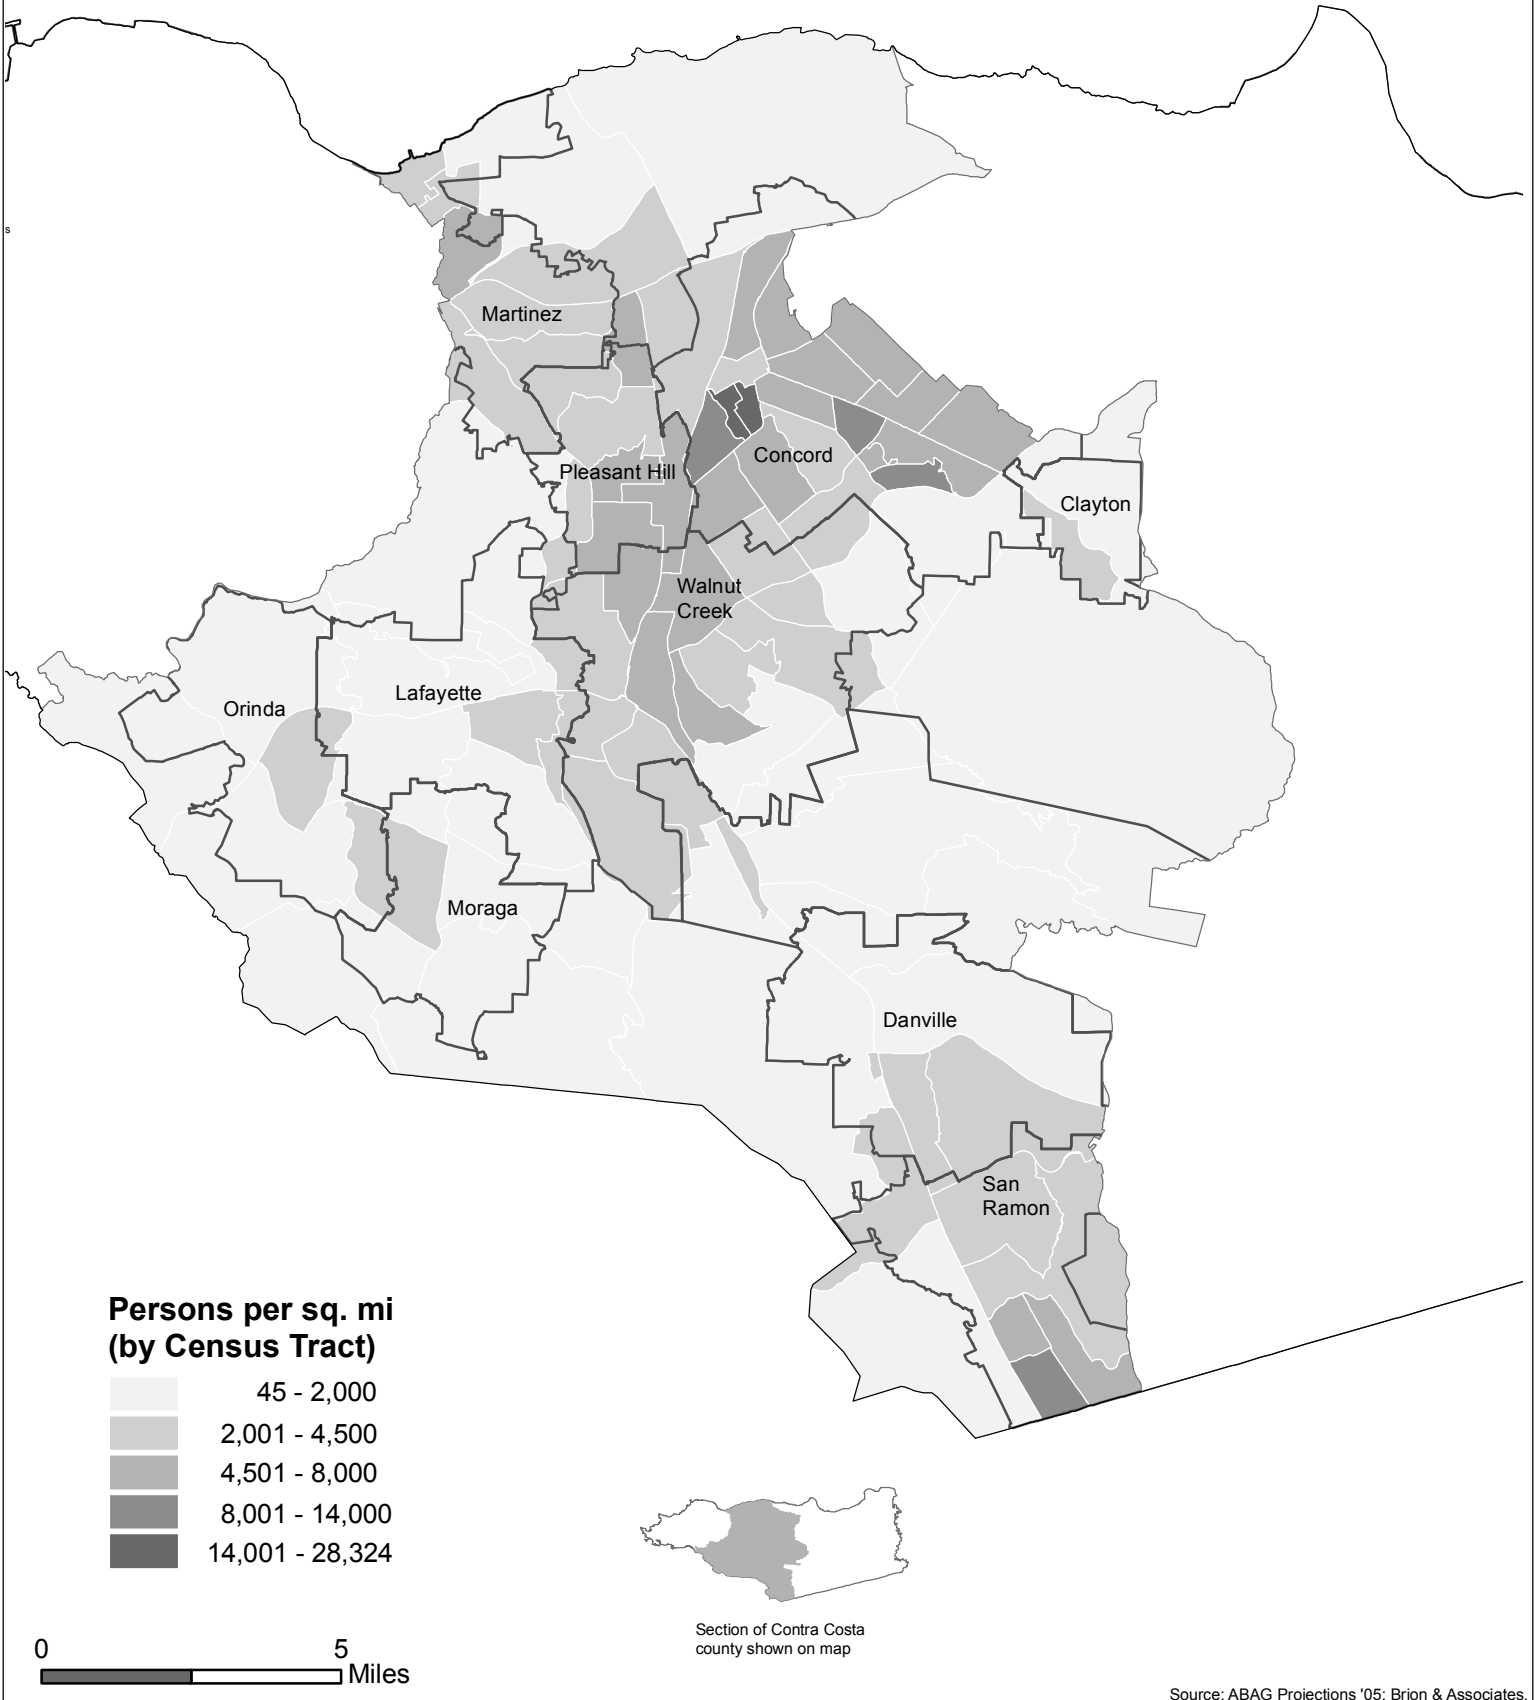 s
Martinez
Concord
Pleasant Hill
Clayton
Walnut
Creek
Lafayette
Orinda
Moraga
Danville
San
Ramon
Persons per sq. mi
(by Census Tract)
45 - 2,000
2,001 - 4,500
4,501 - 8,000
8,001 - 14,000
14,001 - 28,324
Section of Contra Costa
county shown on map
0 5
Miles
Source: ABAG Projections '05; Brion & Associates.